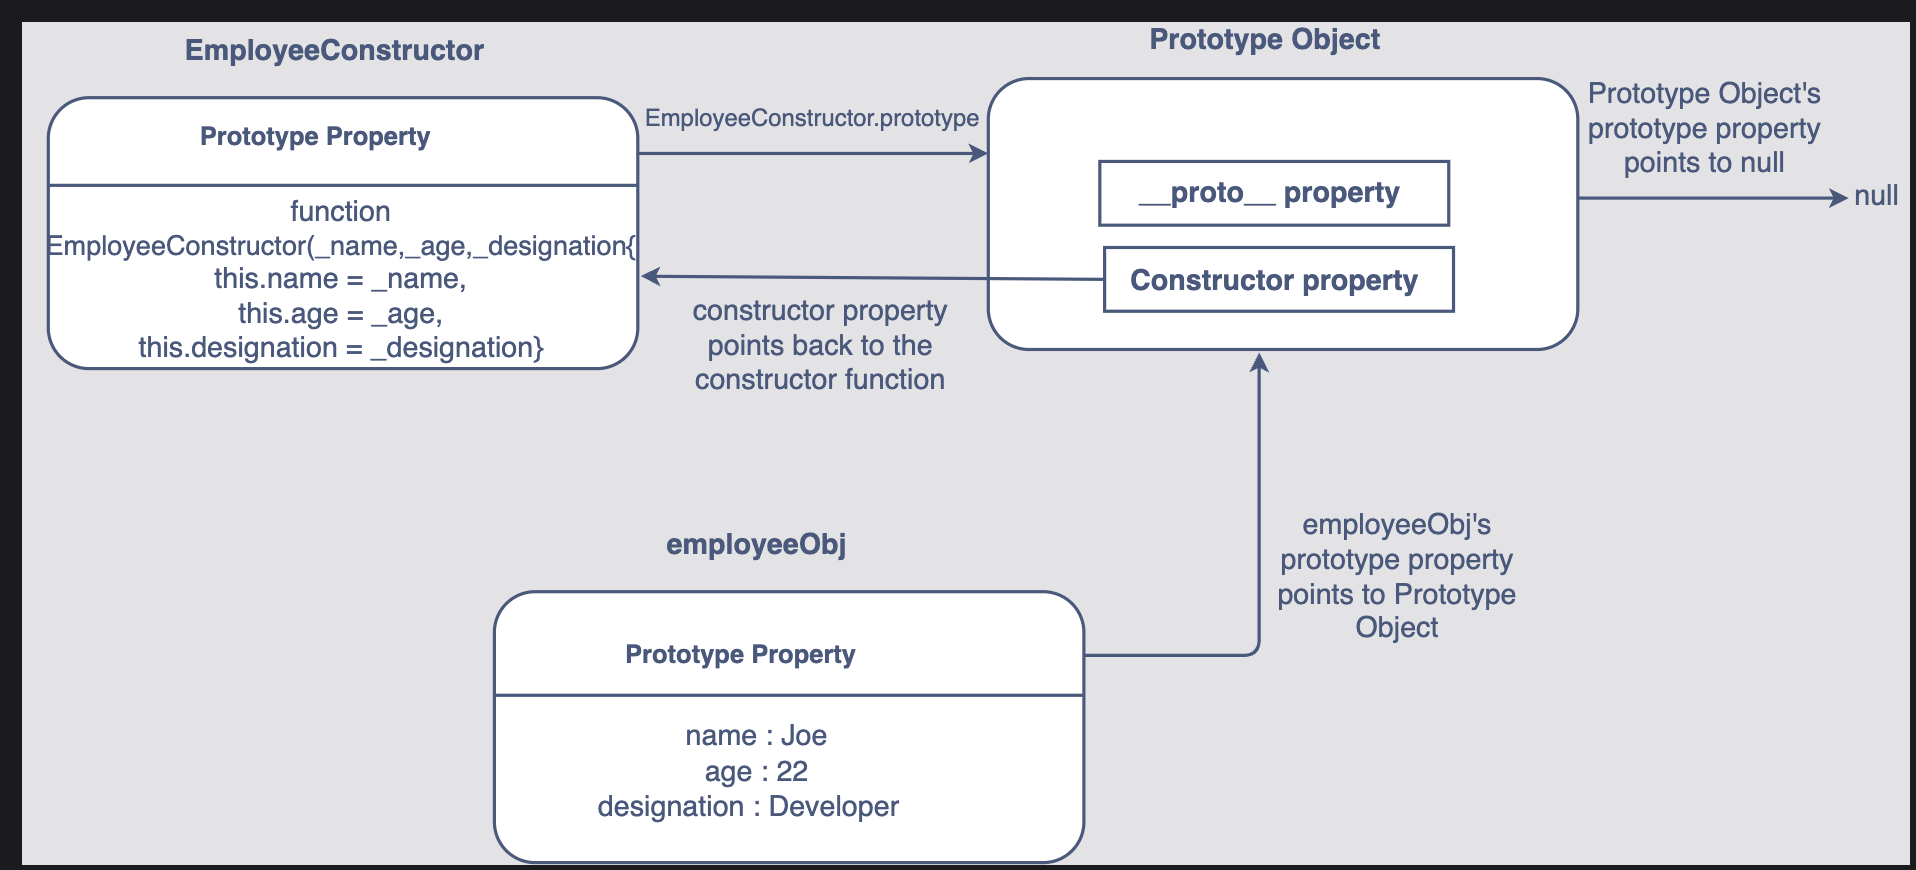 EmployeeConstructor
Prototype Property
function
EmployeeConstructor(_name,_age,_designation{
this.name = _name,
this.age = _age,
this.designation = _designation}
EmployeeConstructor.prototype
constructor property
points back to the
constructor function
Prototype Object
__proto__ property
Constructor property
Prototype Object's
prototype property
points to null
null
employeeObj's
prototype property
points to Prototype
Object
employeeObj
Prototype Property
name : Joe
age : 22
designation : Developer